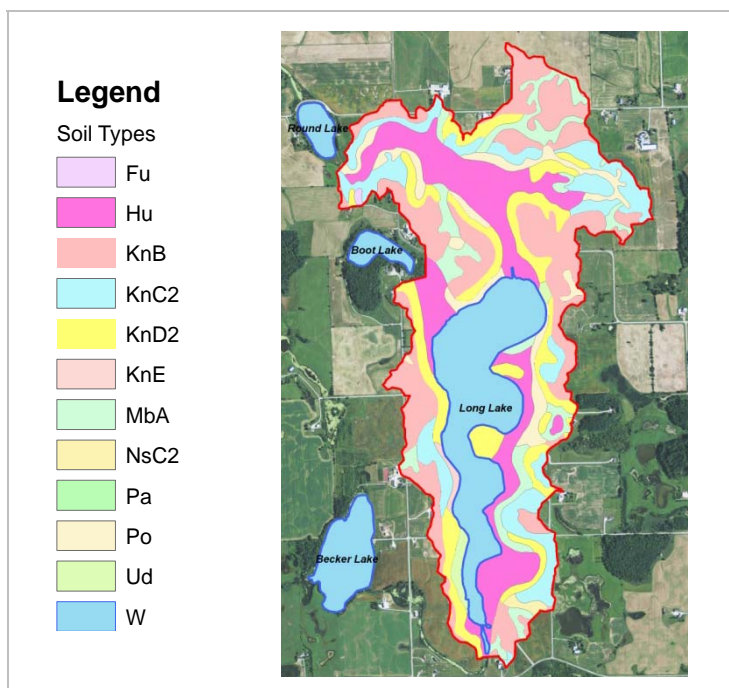 Legend
Soil Types
Fu
Hu
KnB
KnC2
KnD2
KnE
MbA
NsC2
Pa
Po
Ud
W
Round Lake
Boot Lake
Long Lake
Becker Lake